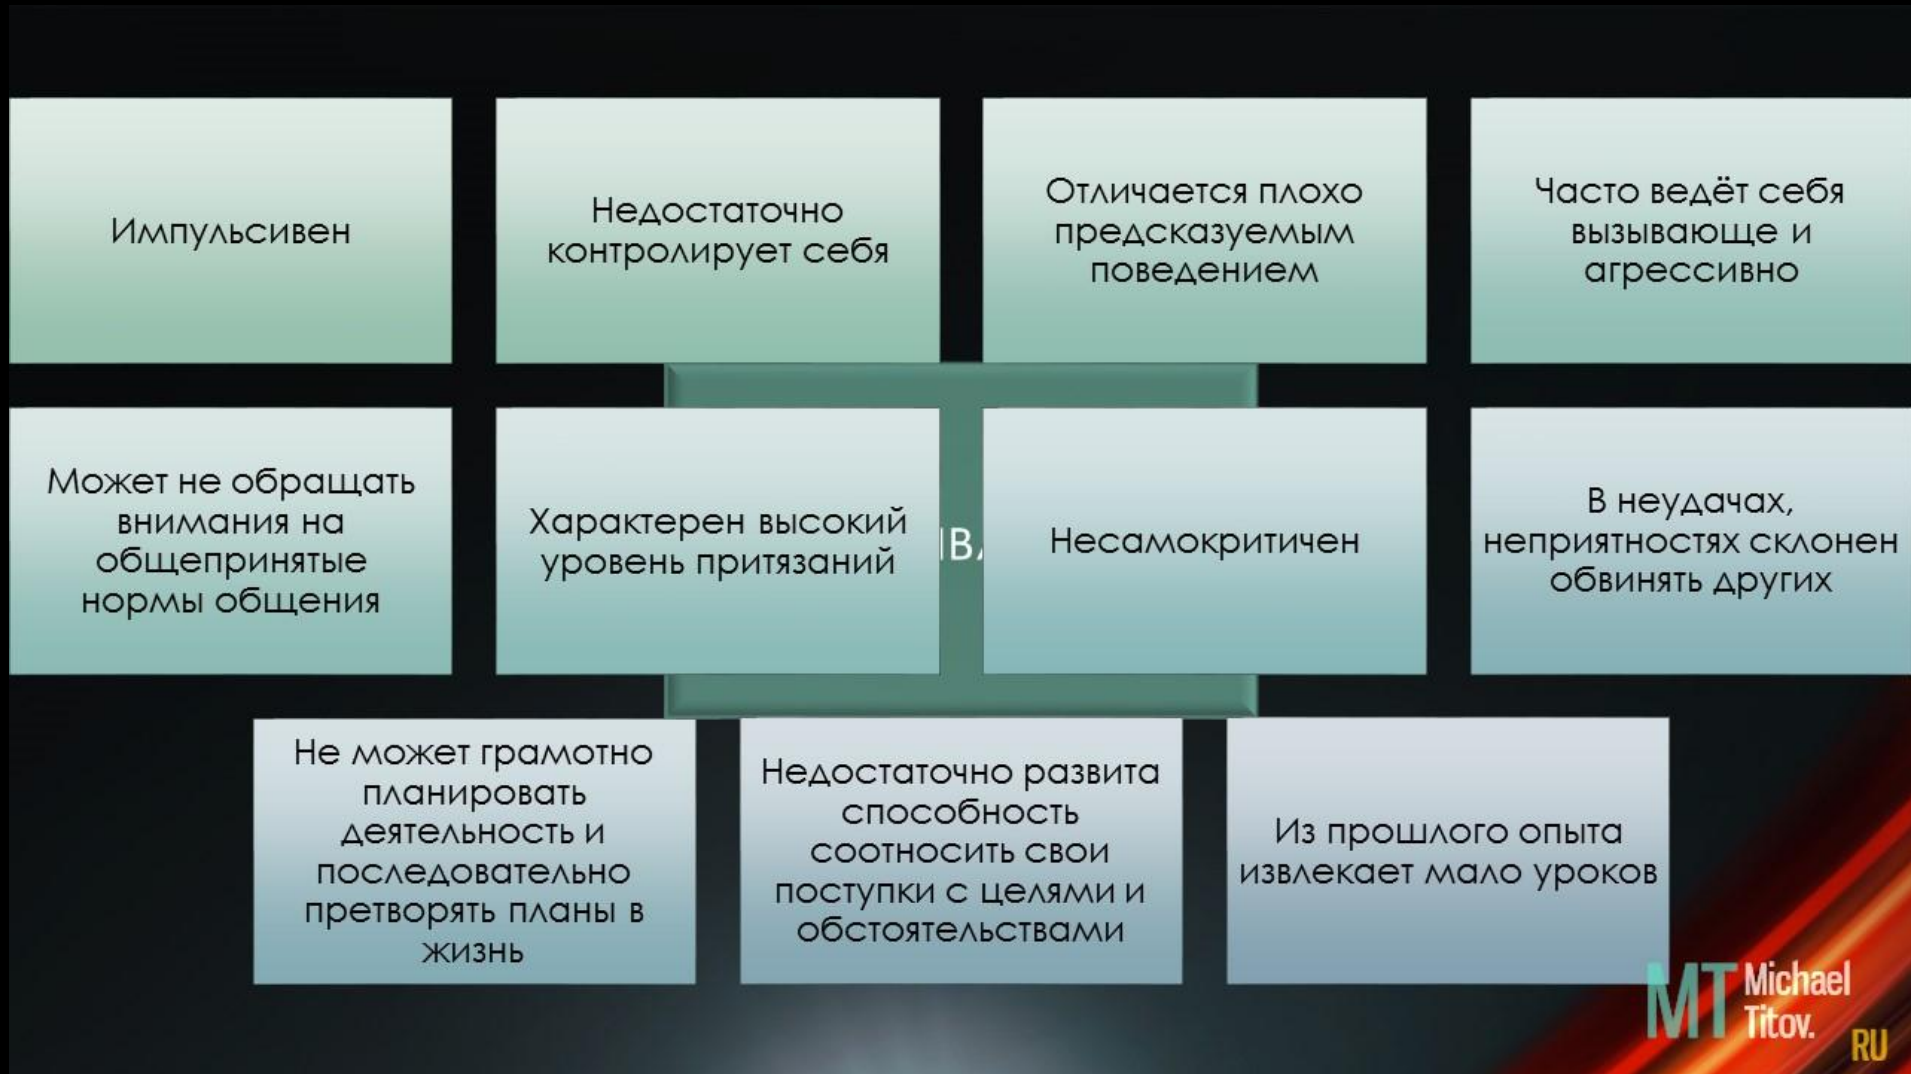 Импульсивен
Недостаточно
контролирует себя
Отличается плохо
предсказуемым
поведением
Часто ведёт себя
вызывающе и
агрессивно
Может не обращать
внимания на
общепринятые
нормы общения
Характерен высокий
уровень притязаний
Несамокритичен
В неудачах,
неприятностях склонен
обвинять других
Не может грамотно
планировать
деятельность и
последовательно
претворять планы в
жизнь
Недостаточно развита
способность
соотносить свои
поступки с целями и
обстоятельствами
Из прошлого опыта
извлекает мало уроков
MT Michael
Titov.
RU